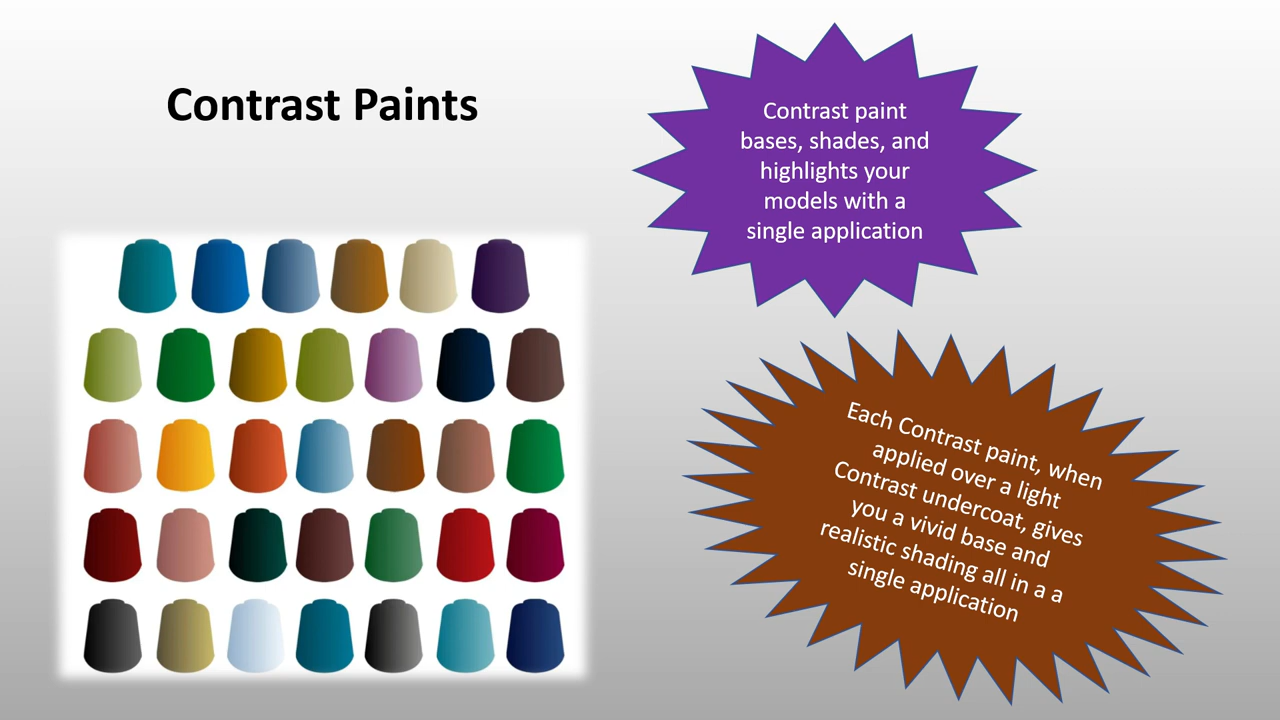 Contrast Paints
Contrast paint
bases, shades, and
highlights your
models with a
single application
Each Contrast paint, when
applied over a light
Contrast undercoat, gives
you a vivid base and
realistic shading all in a a
single application